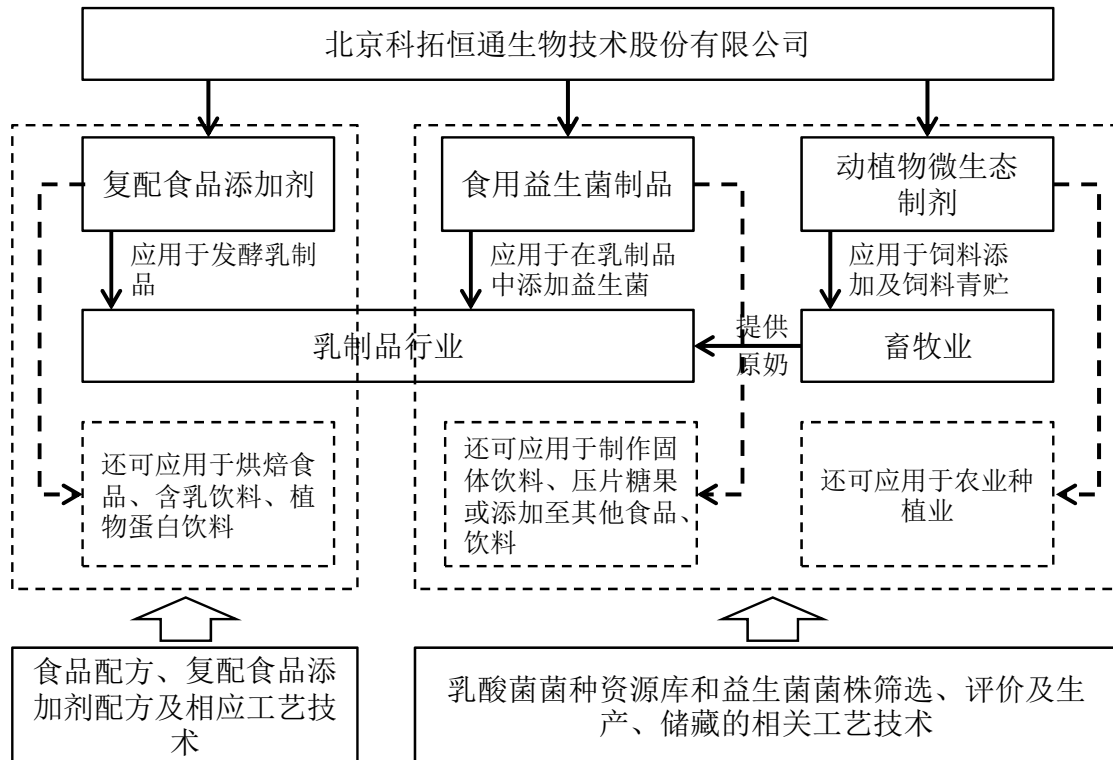 北京科拓恒通生物技术股份有限公司
复配食品添加剂
食用益生菌制品
动植物微生态
制剂
应用于发酵乳制
品
应用于在乳制品
中添加益生菌
应用于饲料添
加及饲料青贮
乳制品行业
提供
原奶
畜牧业
还可应用于烘焙食
品、含乳饮料、植
物蛋白饮料
还可应用于制作固
体饮料、压片糖果
或添加至其他食品、
饮料
还可应用于农业种
植业
食品配方、复配食品添
加剂配方及相应工艺技
术
乳酸菌菌种资源库和益生菌菌株筛选、评价及生
产、储藏的相关工艺技术